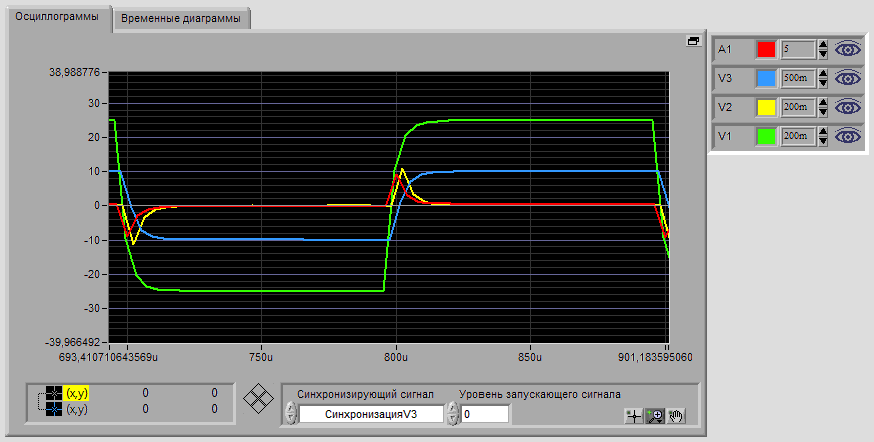 Осциллограммы
Временные диаграммы
38,988776
30
20
10
0
-10
-20
-30
-39,966492
693,410710643569u
750u
800u
850u
901,183595060
A1
5
V3
500m
V2
200m
V1
200m
(x,y) 0 0
(x,y) 0 0
Синхронизирующий сигнал
СинхронизацияV3
Уровень запускающего сигнала
0